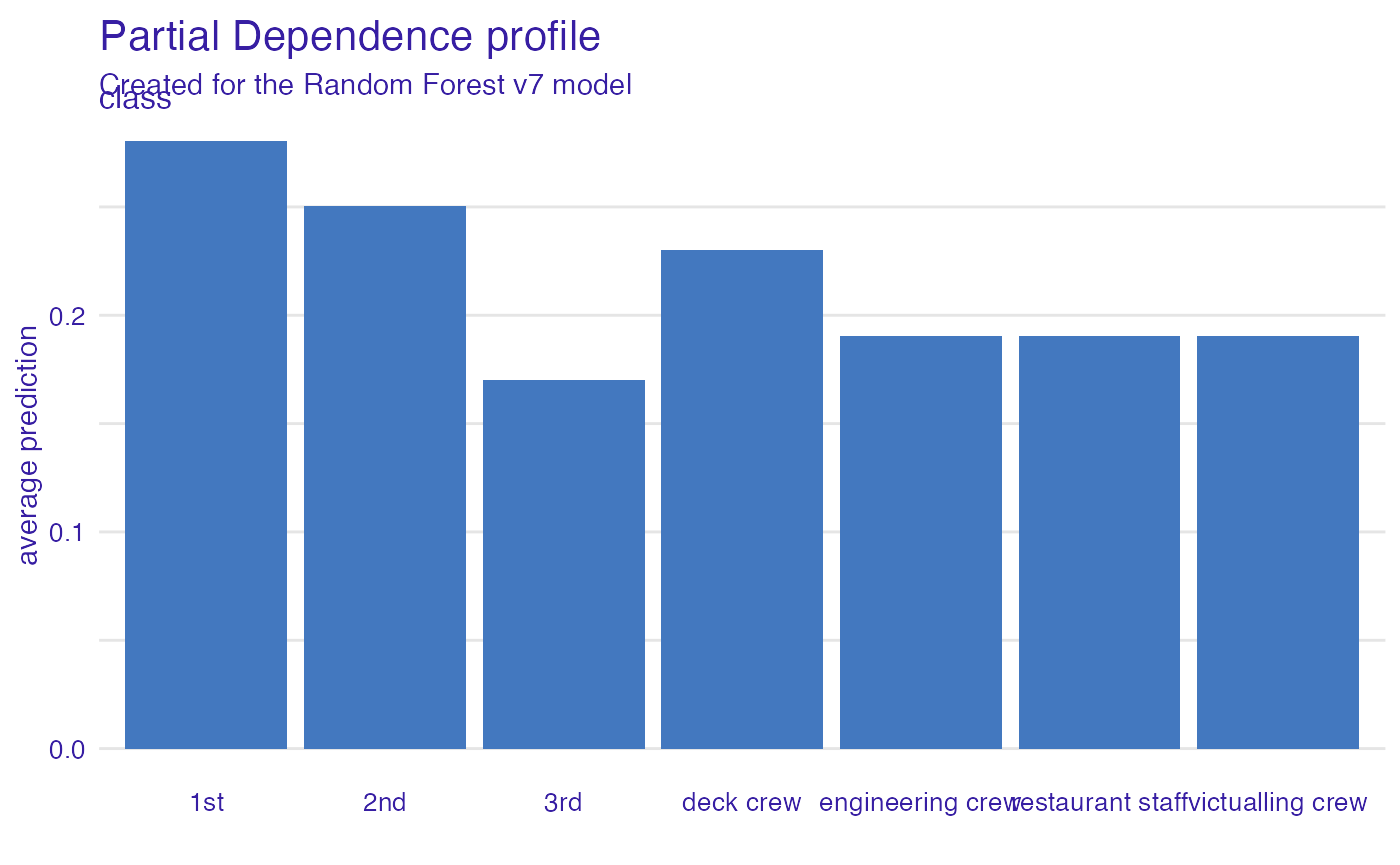 Partial Dependence profile
Created for the Random Forest v7 model
class
average prediction
0.2
0.1
0.0
1st 2nd 3rd deck crew engineering crew restaurant staff victualling crew